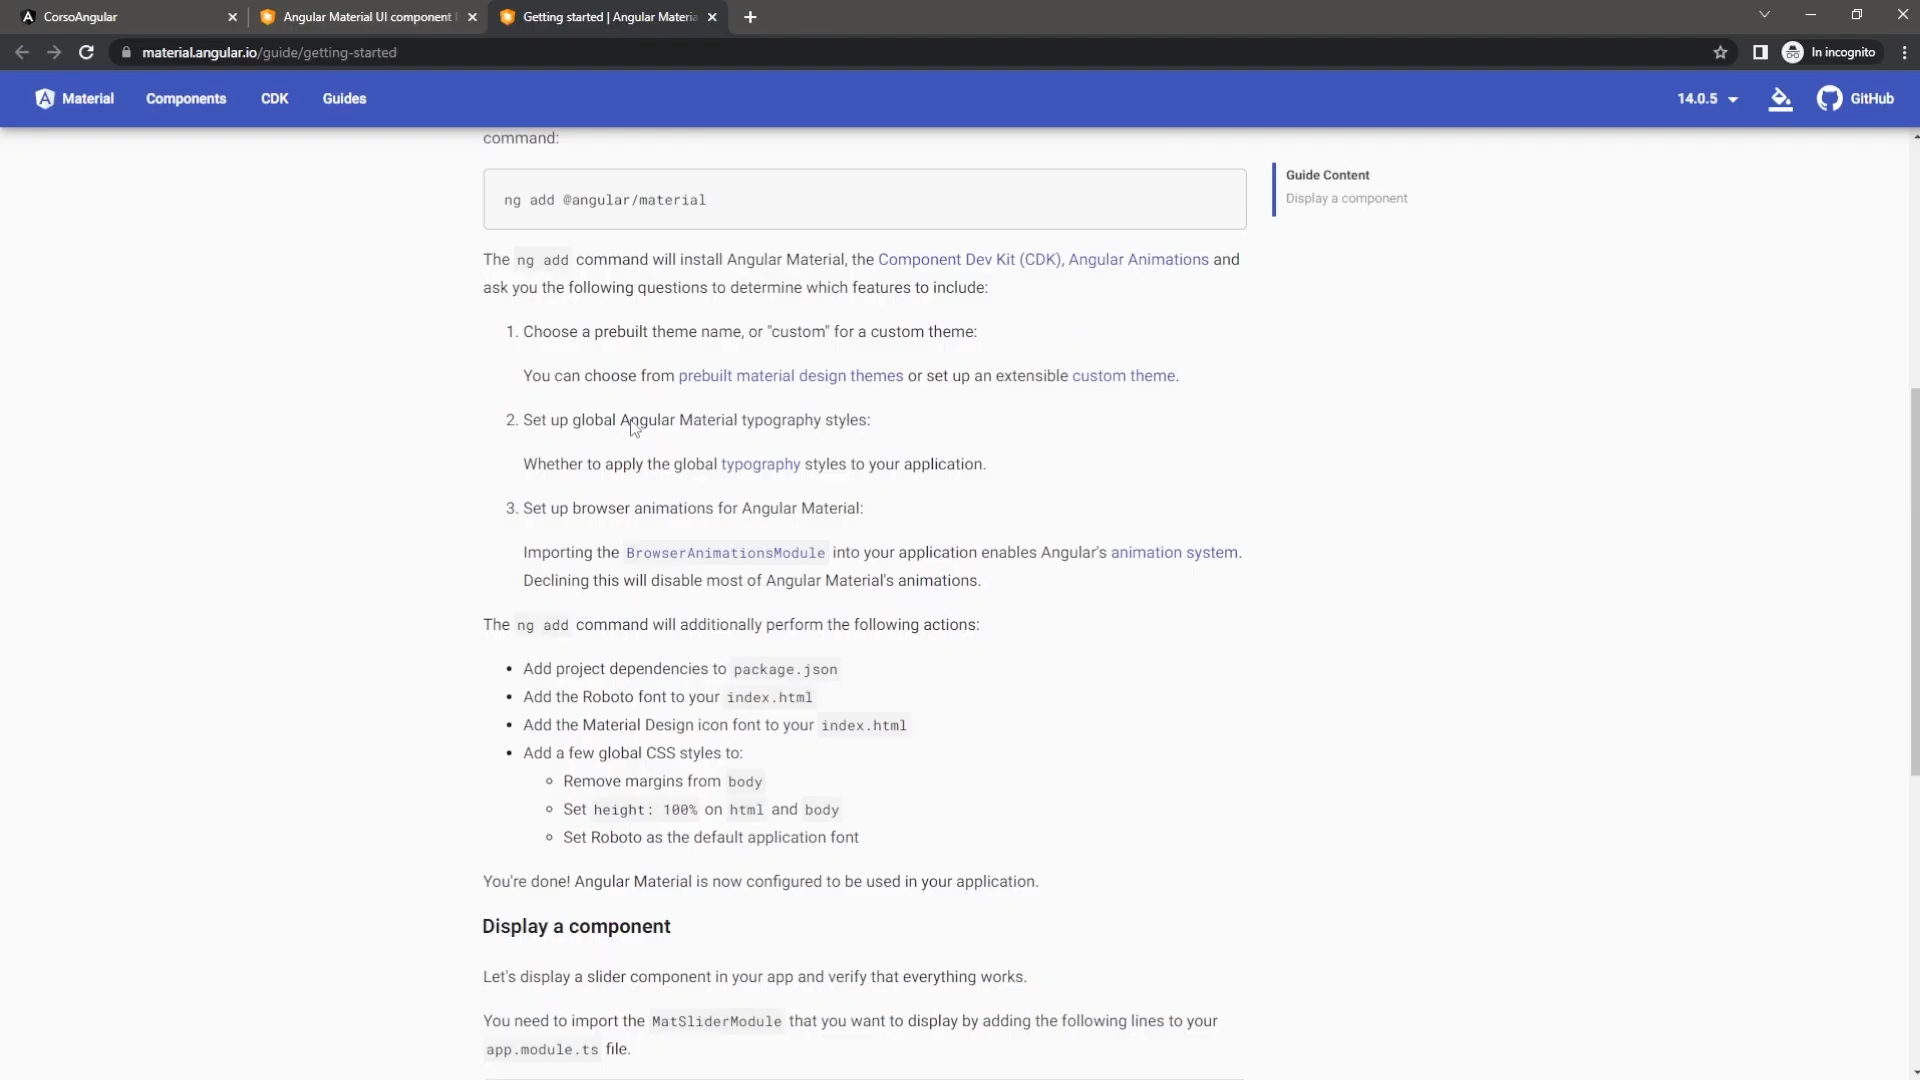 CorsoAngular
Angular Material UI component
Getting started | Angular Materia
material.angular.io/guide/getting-started
In incognito
Material
Components
CDK
Guides
14.0.5
GitHub
command:
ng add @angular/material
Guide Content
Display a component
The ng add command will install Angular Material, the Component Dev Kit (CDK), Angular Animations and
ask you the following questions to determine which features to include:
1. Choose a prebuilt theme name, or "custom" for a custom theme:
You can choose from prebuilt material design themes or set up an extensible custom theme.
2. Set up global Angular Material typography styles:
Whether to apply the global typography styles to your application.
3. Set up browser animations for Angular Material:
Importing the BrowserAnimationsModule into your application enables Angular's animation system.
Declining this will disable most of Angular Material's animations.
The ng add command will additionally perform the following actions:
• Add project dependencies to package.json
• Add the Roboto font to your index.html
• Add the Material Design icon font to your index.html
• Add a few global CSS styles to:
Remove margins from body
Set height: 100% on html and body
Set Roboto as the default application font
You're done! Angular Material is now configured to be used in your application.
Display a component
Let's display a slider component in your app and verify that everything works.
You need to import the MatSliderModule that you want to display by adding the following lines to your
app.module.ts file.